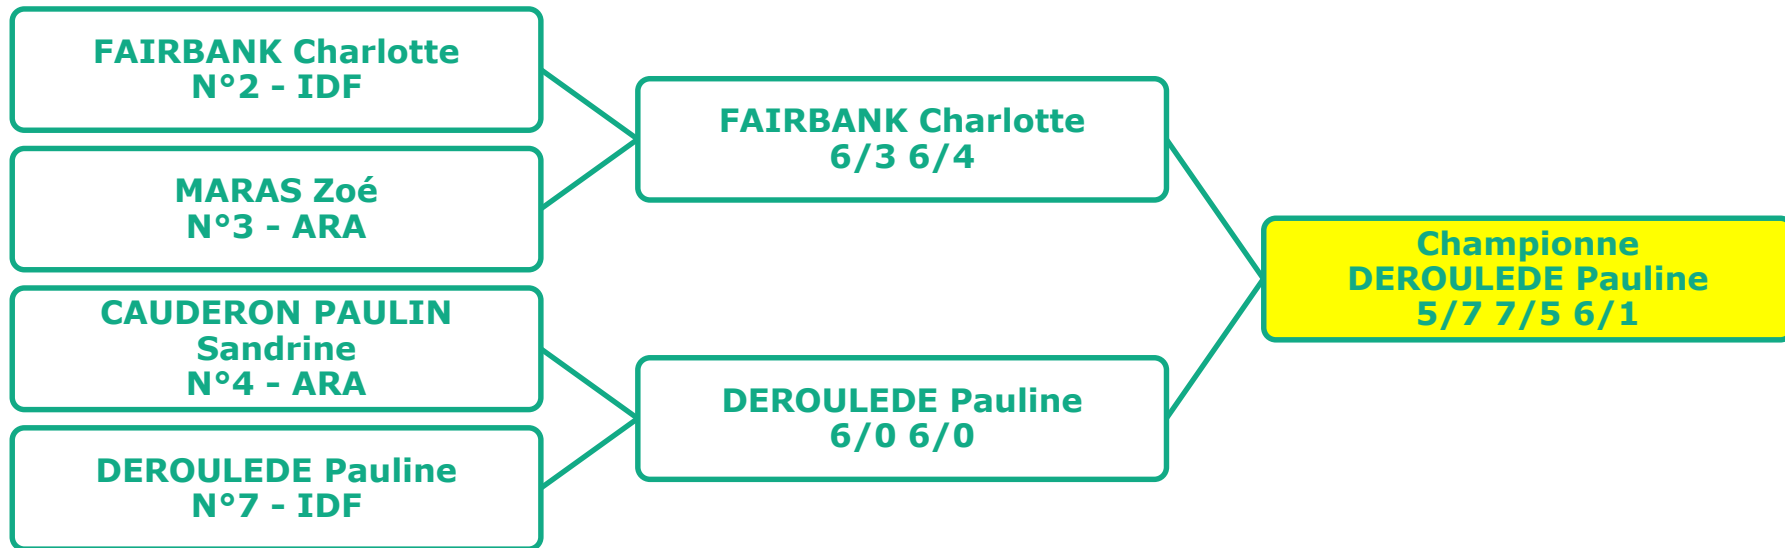 FAIRBANK Charlotte
N°2 - IDF
MARAS Zoé
N°3 - ARA
CAUDERON PAULIN
Sandrine
N°4 - ARA
DEROULEDE Pauline
N°7 - IDF
FAIRBANK Charlotte
6/3 6/4
DEROULEDE Pauline
6/0 6/0
Championne
DEROULEDE Pauline
5/7 7/5 6/1